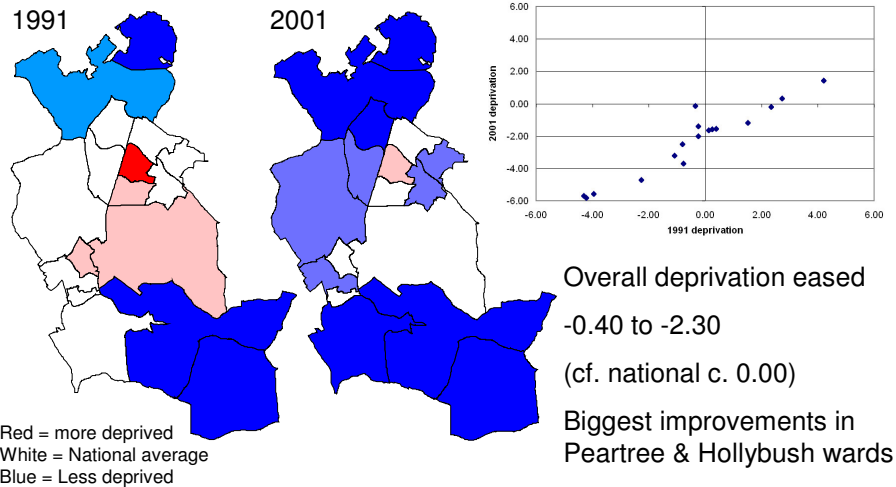 1991
2001
6.00
4.00
2.00
0.00
-2.00
-4.00
-6.00
-6.00
-4.00
-2.00
0.00
2.00
4.00
6.00
2001 deprivation
1991 deprivation
Overall deprivation eased
-0.40 to -2.30
(cf. national c. 0.00)
Biggest improvements in
Peartree & Hollybush wards
Red = more deprived
White = National average
Blue = Less deprived